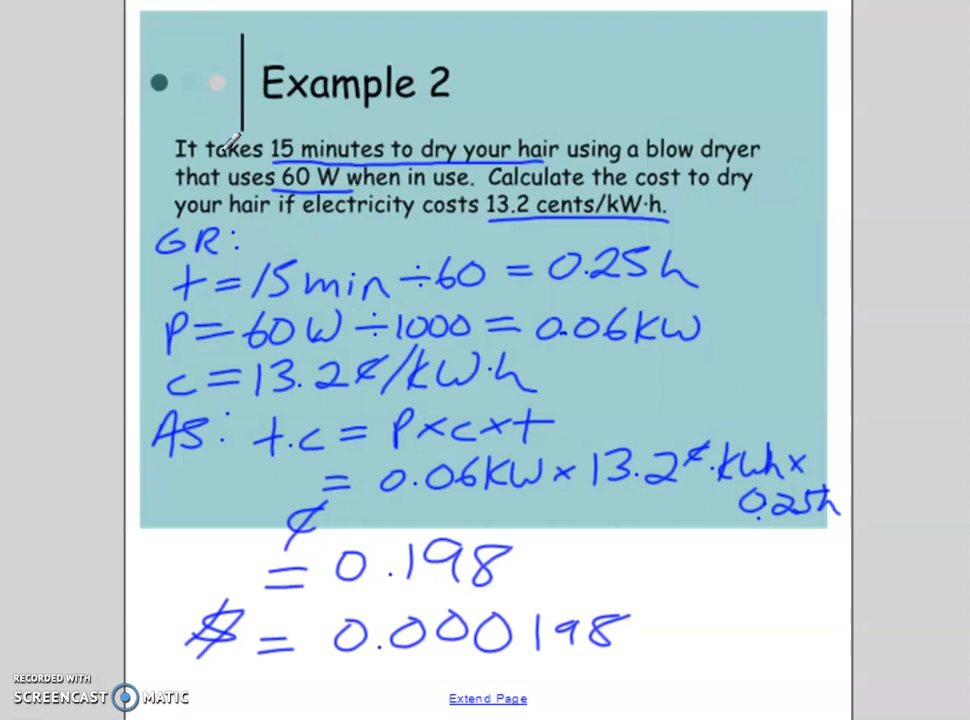 Example 2
It takes 15 minutes to dry your hair using a blow dryer
that uses 60 W when in use. Calculate the cost to dry
your hair if electricity costs 13.2 cents/kW·h.
GR:
t = 15 min ÷ 60 = 0.25 h
P = 60 W ÷ 1000 = 0.06 kW
c = 13.2 ¢/kW·h
AS: t.c = P × c × t
= 0.06 kW × 13.2 ¢·kWh ×
0.25h
¢
= 0.198
$ = 0.000198
RECORDED WITH
SCREENCAST MATIC
Extend Page